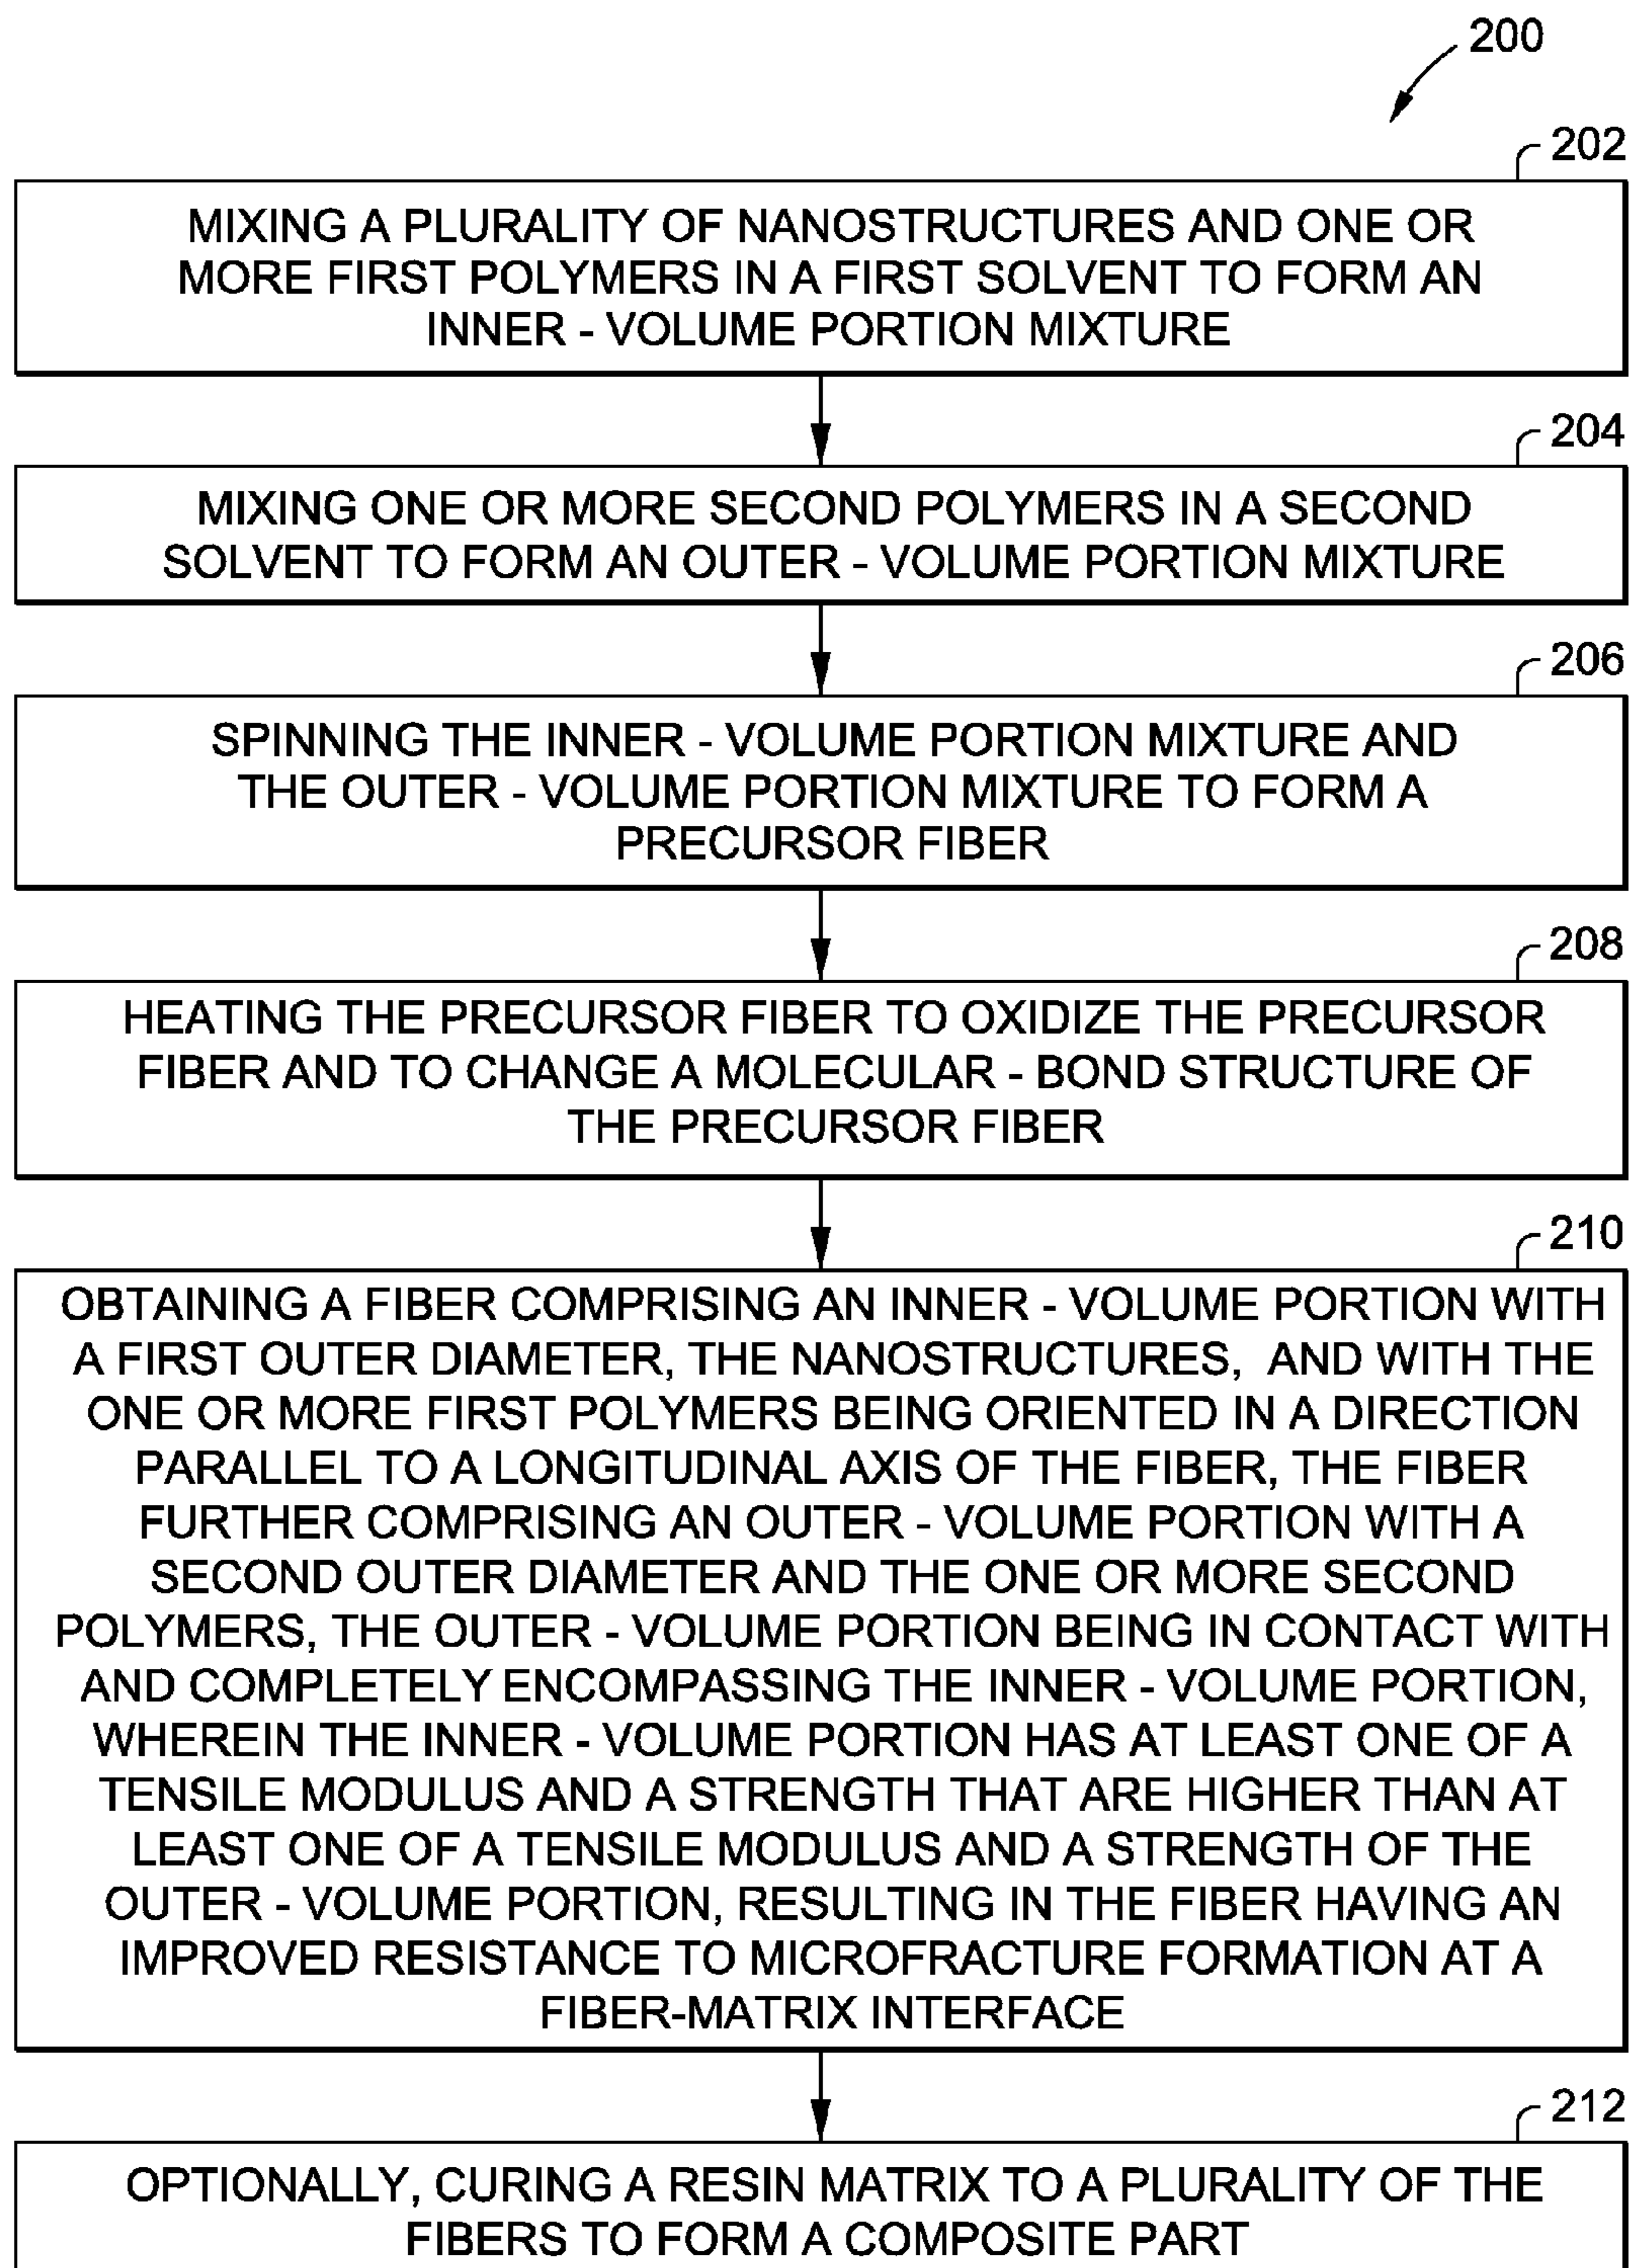 200
202
MIXING A PLURALITY OF NANOSTRUCTURES AND ONE OR
MORE FIRST POLYMERS IN A FIRST SOLVENT TO FORM AN
INNER - VOLUME PORTION MIXTURE
204
MIXING ONE OR MORE SECOND POLYMERS IN A SECOND
SOLVENT TO FORM AN OUTER - VOLUME PORTION MIXTURE
206
SPINNING THE INNER - VOLUME PORTION MIXTURE AND
THE OUTER - VOLUME PORTION MIXTURE TO FORM A
PRECURSOR FIBER
208
HEATING THE PRECURSOR FIBER TO OXIDIZE THE PRECURSOR
FIBER AND TO CHANGE A MOLECULAR - BOND STRUCTURE OF
THE PRECURSOR FIBER
210
OBTAINING A FIBER COMPRISING AN INNER - VOLUME PORTION WITH
A FIRST OUTER DIAMETER, THE NANOSTRUCTURES, AND WITH THE
ONE OR MORE FIRST POLYMERS BEING ORIENTED IN A DIRECTION
PARALLEL TO A LONGITUDINAL AXIS OF THE FIBER, THE FIBER
FURTHER COMPRISING AN OUTER - VOLUME PORTION WITH A
SECOND OUTER DIAMETER AND THE ONE OR MORE SECOND
POLYMERS, THE OUTER - VOLUME PORTION BEING IN CONTACT WITH
AND COMPLETELY ENCOMPASSING THE INNER - VOLUME PORTION,
WHEREIN THE INNER - VOLUME PORTION HAS AT LEAST ONE OF A
TENSILE MODULUS AND A STRENGTH THAT ARE HIGHER THAN AT
LEAST ONE OF A TENSILE MODULUS AND A STRENGTH OF THE
OUTER - VOLUME PORTION, RESULTING IN THE FIBER HAVING AN
IMPROVED RESISTANCE TO MICROFRACTURE FORMATION AT A
FIBER-MATRIX INTERFACE
212
OPTIONALLY, CURING A RESIN MATRIX TO A PLURALITY OF THE
FIBERS TO FORM A COMPOSITE PART